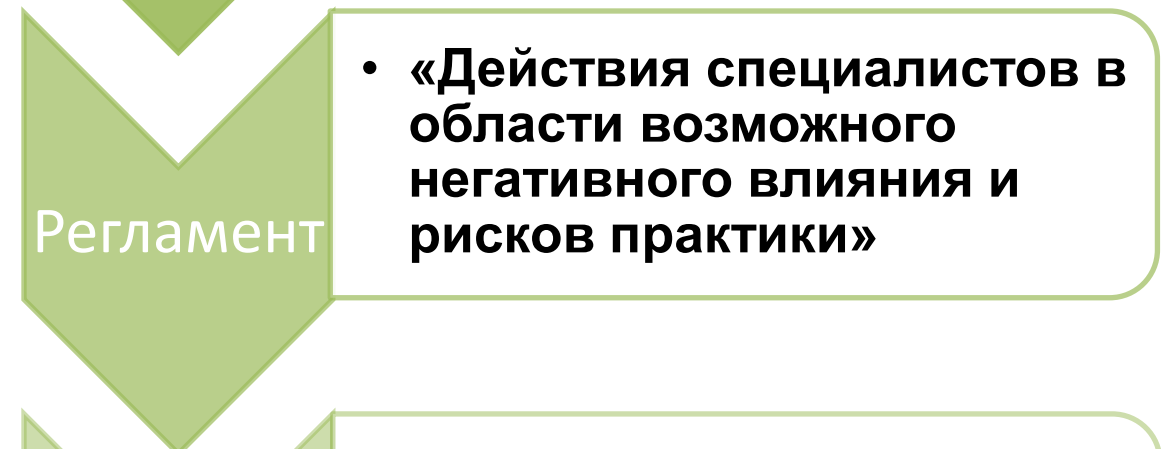 Регламент
• «Действия специалистов в
области возможного
негативного влияния и
рисков практики»